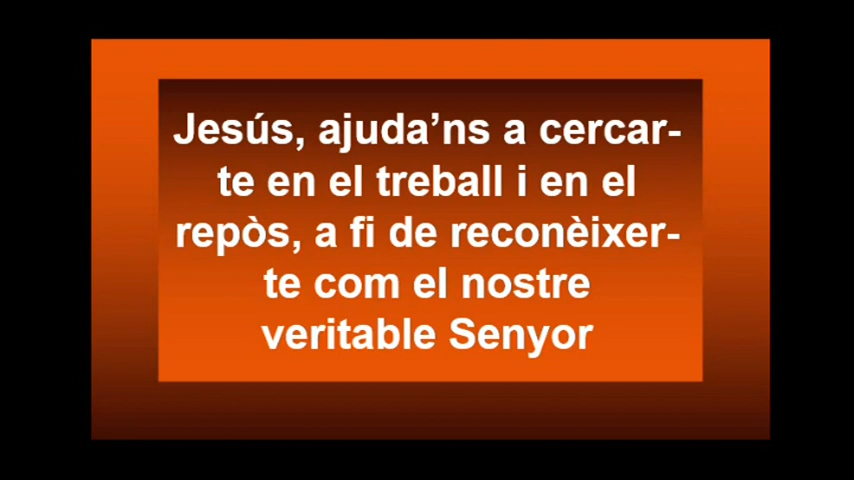 Jesús, ajuda’ns a cercar-
te en el treball i en el
repòs, a fi de reconèixer-
te com el nostre
veritable Senyor